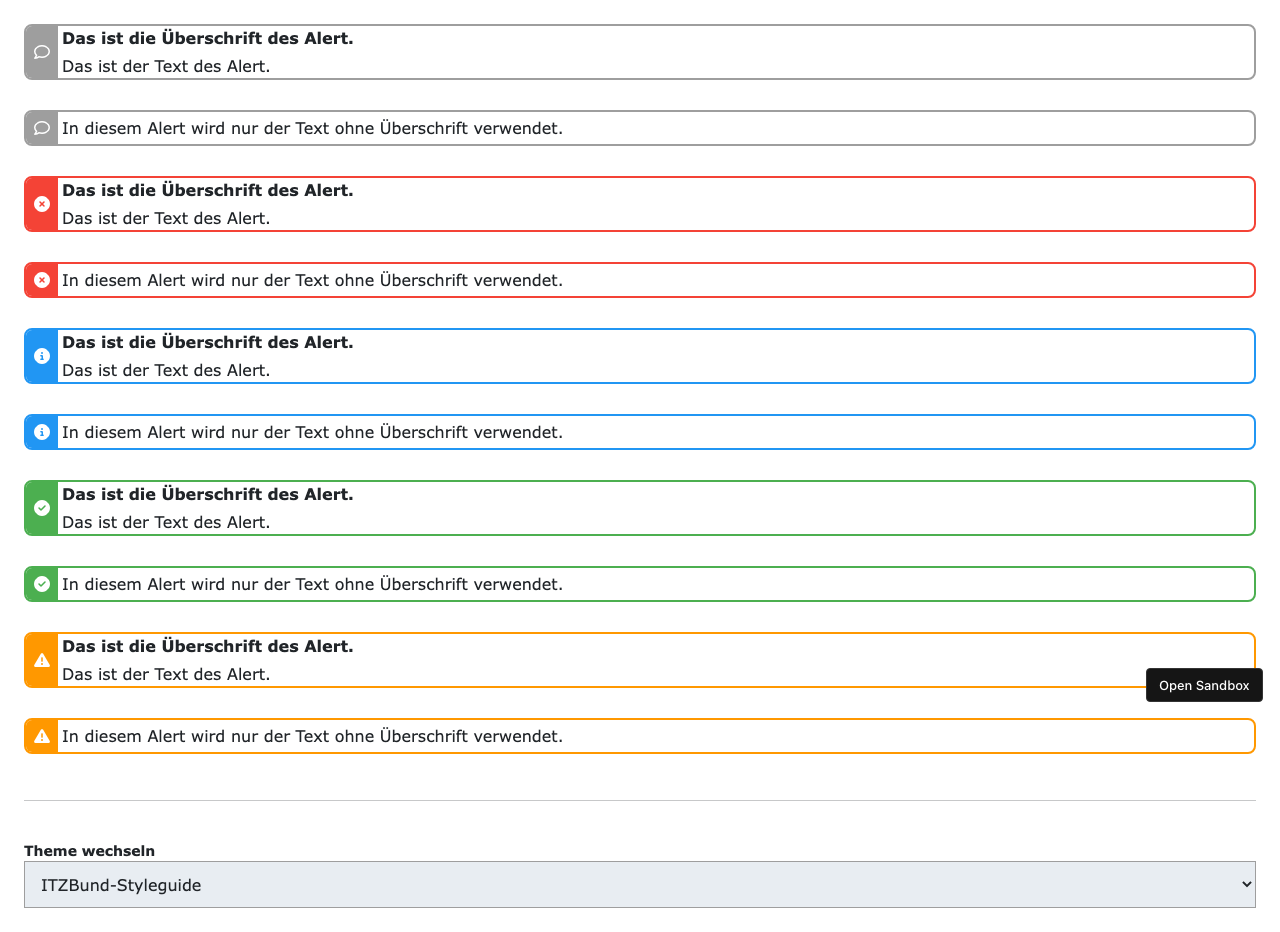 Das ist die Überschrift des Alert.
Das ist der Text des Alert.
In diesem Alert wird nur der Text ohne Überschrift verwendet.
Das ist die Überschrift des Alert.
Das ist der Text des Alert.
In diesem Alert wird nur der Text ohne Überschrift verwendet.
Das ist die Überschrift des Alert.
Das ist der Text des Alert.
In diesem Alert wird nur der Text ohne Überschrift verwendet.
Das ist die Überschrift des Alert.
Das ist der Text des Alert.
In diesem Alert wird nur der Text ohne Überschrift verwendet.
Das ist die Überschrift des Alert.
Das ist der Text des Alert.
Open Sandbox
In diesem Alert wird nur der Text ohne Überschrift verwendet.
Theme wechseln
ITZBund-Styleguide